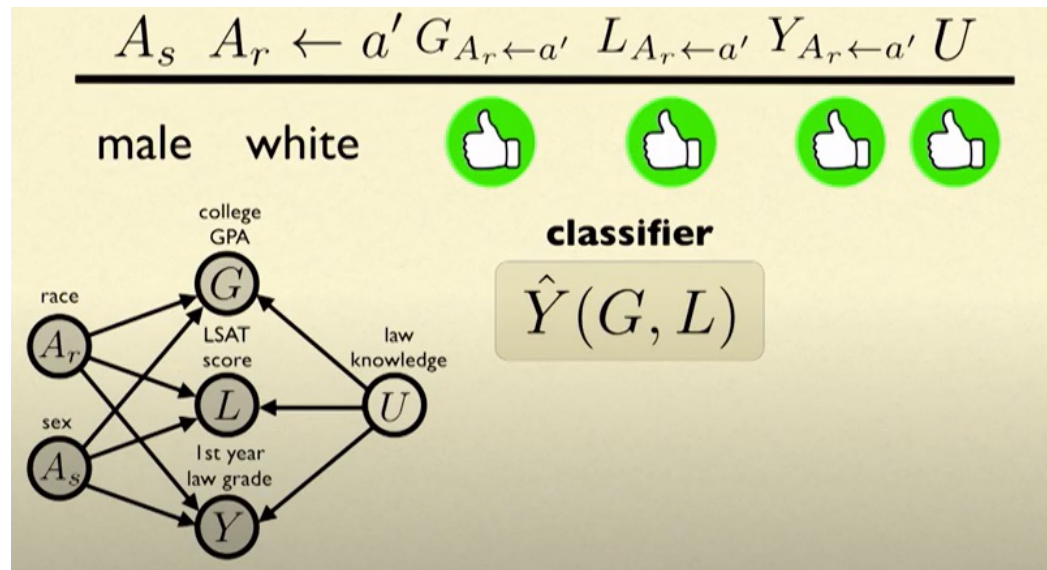 A_s A_r ← a' G_{A_r←a'} L_{A_r←a'} Y_{A_r←a'} U
male white
college
GPA
classifier
G
Ŷ(G, L)
race
A_r
LSAT
score
law
knowledge
L
U
sex
A_s
1st year
law grade
Y